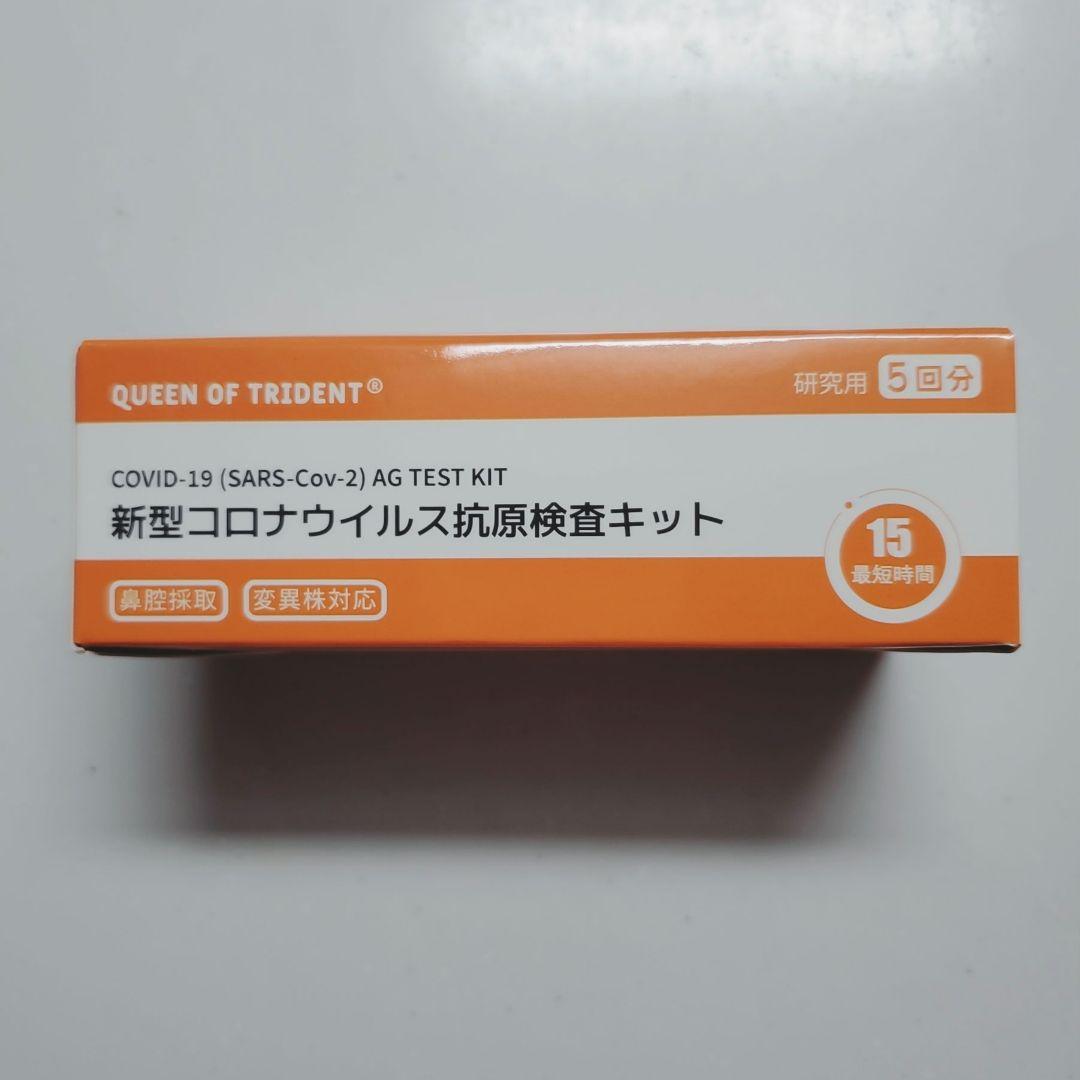 QUEEN OF TRIDENT®
研究用 5回分
COVID-19 (SARS-Cov-2) AG TEST KIT
新型コロナウイルス抗原検査キット
15
最短時間
鼻腔採取 変異株対応